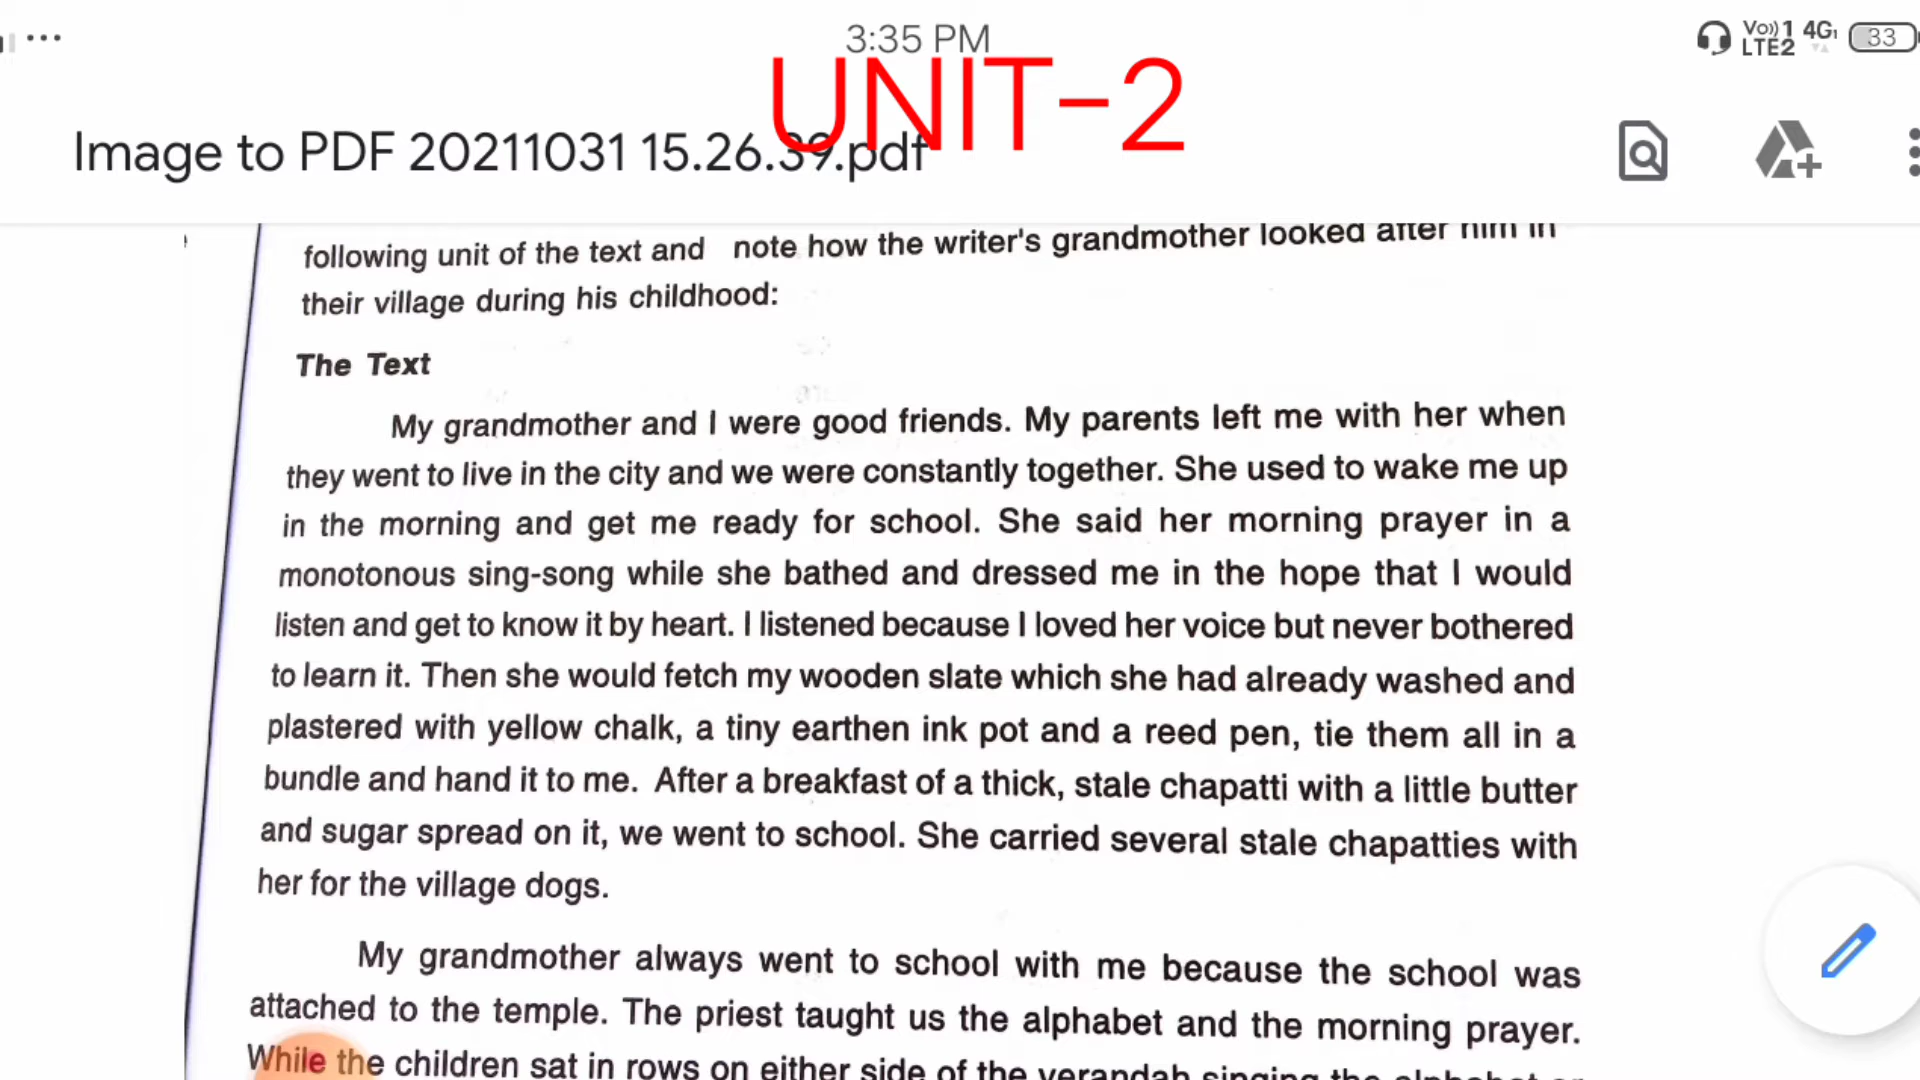 3:35 PM
Vo)) 1 4G
LTE2
33
UNIT-2
Image to PDF 20211031 15.26.39.pdf
following unit of the text and note how the writer's grandmother looked after him in
their village during his childhood:
The Text
My grandmother and I were good friends. My parents left me with her when
they went to live in the city and we were constantly together. She used to wake me up
in the morning and get me ready for school. She said her morning prayer in a
monotonous sing-song while she bathed and dressed me in the hope that I would
listen and get to know it by heart. I listened because I loved her voice but never bothered
to learn it. Then she would fetch my wooden slate which she had already washed and
plastered with yellow chalk, a tiny earthen ink pot and a reed pen, tie them all in a
bundle and hand it to me. After a breakfast of a thick, stale chapatti with a little butter
and sugar spread on it, we went to school. She carried several stale chapatties with
her for the village dogs.
My grandmother always went to school with me because the school was
attached to the temple. The priest taught us the alphabet and the morning prayer.
While the children sat in rows on either side of the verandah singing the alphabet or